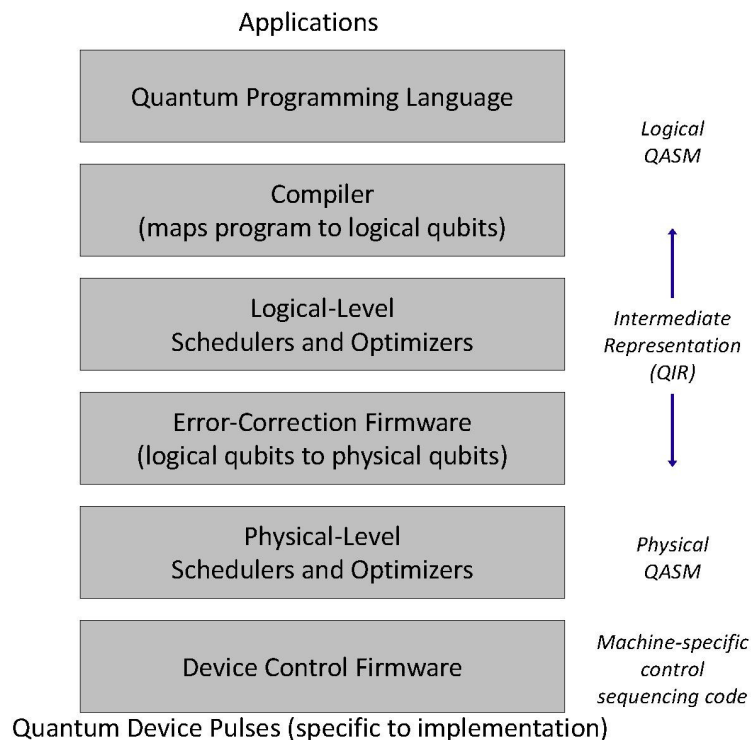 Applications
Quantum Programming Language
Logical
QASM
Compiler
(maps program to logical qubits)
Logical-Level
Schedulers and Optimizers
Intermediate
Representation
(QIR)
Error-Correction Firmware
(logical qubits to physical qubits)
Physical-Level
Schedulers and Optimizers
Physical
QASM
Device Control Firmware
Machine-specific
control
sequencing code
Quantum Device Pulses (specific to implementation)